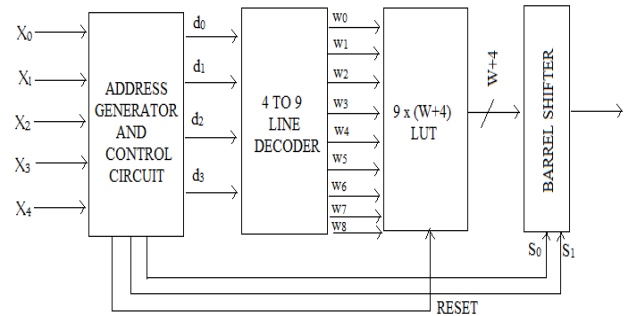 X0
X1
X2
X3
X4
ADDRESS
GENERATOR
AND
CONTROL
CIRCUIT
d0
d1
d2
d3
4 TO 9
LINE
DECODER
w0
w1
w2
w3
w4
w5
w6
w7
w8
9 x (W+4)
LUT
W+4
BARREL SHIFTER
S0
S1
RESET